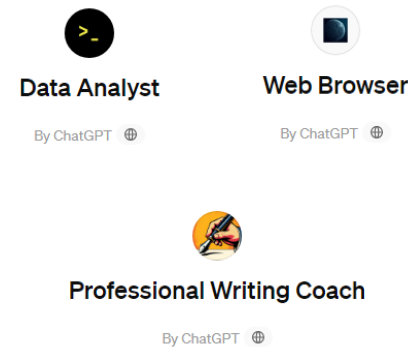 >_
Data Analyst
By ChatGPT
Web Browser
By ChatGPT
Professional Writing Coach
By ChatGPT